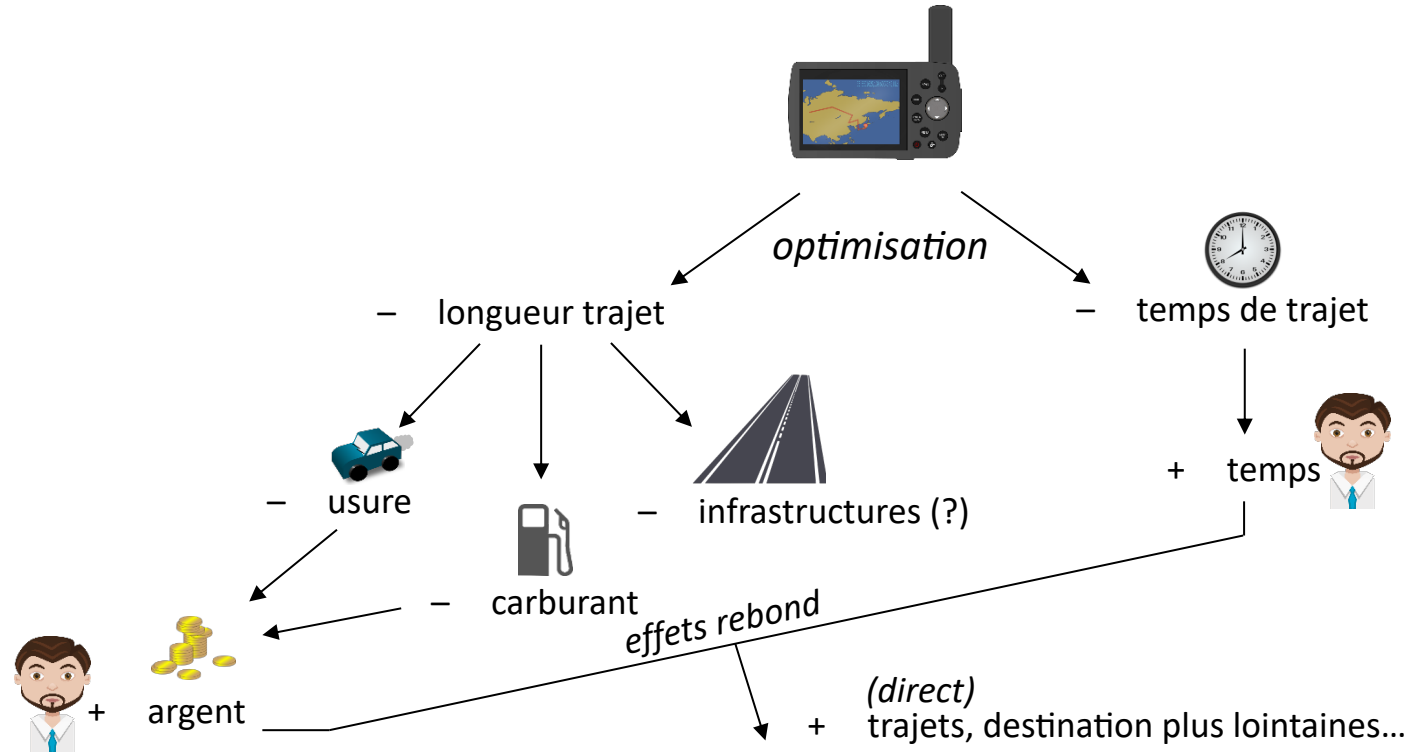 optimisation
– longueur trajet
– temps de trajet
– usure
– infrastructures (?)
+ temps
– carburant
effets rebond
+ argent
(direct)
+ trajets, destination plus lointaines…